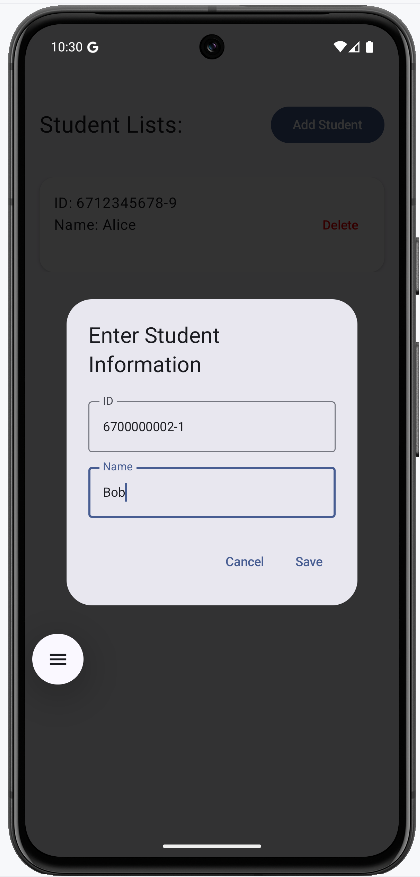 10:30 G
Student Lists:
Add Student
ID: 6712345678-9
Name: Alice
Delete
Enter Student
Information
ID
6700000002-1
Name
Bob
Cancel
Save